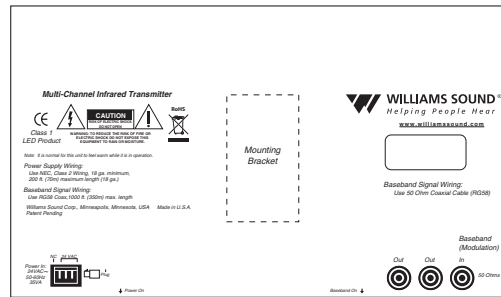 Multi-Channel Infrared Transmitter
CE
Class 1
LED Product
CAUTION
RISK OF ELECTRIC SHOCK
DO NOT OPEN
WARNING: TO REDUCE THE RISK OF FIRE OR
ELECTRIC SHOCK DO NOT EXPOSE THIS
EQUIPMENT TO RAIN OR MOISTURE.
RoHS
Note: It is normal for this unit to feel warm while it is in operation.
Power Supply Wiring:
Use NEC, Class 2 Wiring, 18 ga. minimum,
200 ft. (70m) maximum length (18 ga.)
Baseband Signal Wiring:
Use RG58 Coax, 1000 ft. (350m) max. length
Williams Sound Corp., Minneapolis, Minnesota, USA Made in U.S.A.
Patent Pending
Power In:
24VAC~
50-60Hz
35VA
NC 24 VAC
Plug
Power On
Mounting
Bracket
WILLIAMS SOUND®
Helping People Hear
www.williamssound.com
Baseband Signal Wiring:
Use 50 Ohm Coaxial Cable (RG58)
Baseband
(Modulation)
Out Out In
50 Ohms
Baseband On